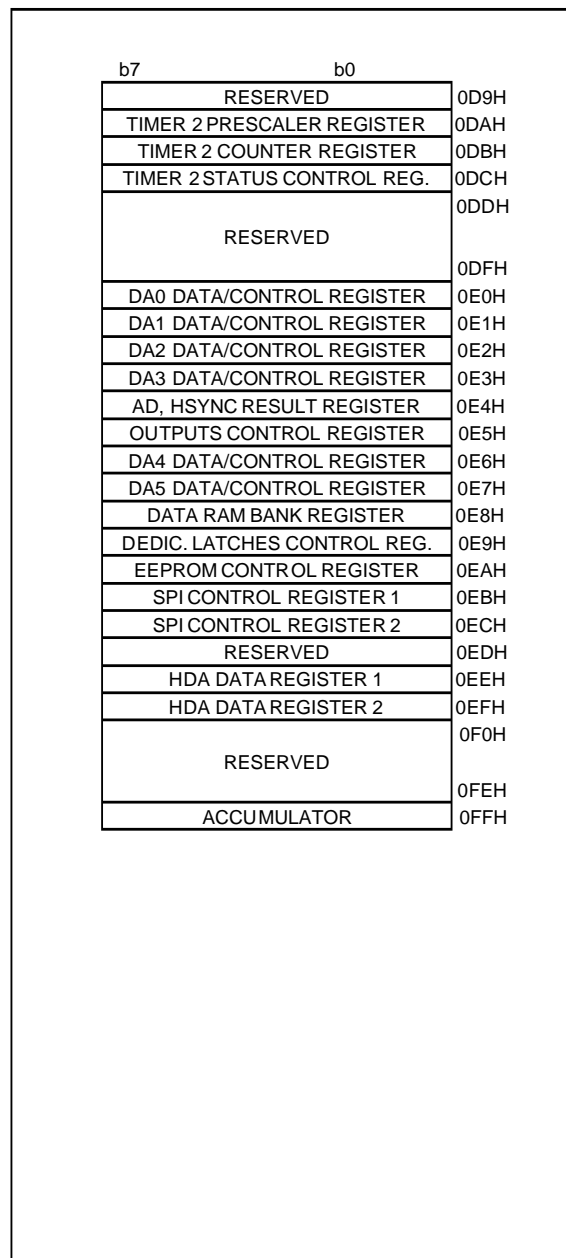 b7 b0
RESERVED 0D9H
TIMER 2 PRESCALER REGISTER 0DAH
TIMER 2 COUNTER REGISTER 0DBH
TIMER 2 STATUS CONTROL REG. 0DCH
0DDH
RESERVED
0DFH
DA0 DATA/CONTROL REGISTER 0E0H
DA1 DATA/CONTROL REGISTER 0E1H
DA2 DATA/CONTROL REGISTER 0E2H
DA3 DATA/CONTROL REGISTER 0E3H
AD, HSYNC RESULT REGISTER 0E4H
OUTPUTS CONTROL REGISTER 0E5H
DA4 DATA/CONTROL REGISTER 0E6H
DA5 DATA/CONTROL REGISTER 0E7H
DATA RAM BANK REGISTER 0E8H
DEDIC. LATCHES CONTROL REG. 0E9H
EEPROM CONTROL REGISTER 0EAH
SPI CONTROL REGISTER 1 0EBH
SPI CONTROL REGISTER 2 0ECH
RESERVED 0EDH
HDA DATA REGISTER 1 0EEH
HDA DATA REGISTER 2 0EFH
0F0H
RESERVED
0FEH
ACCUMULATOR 0FFH